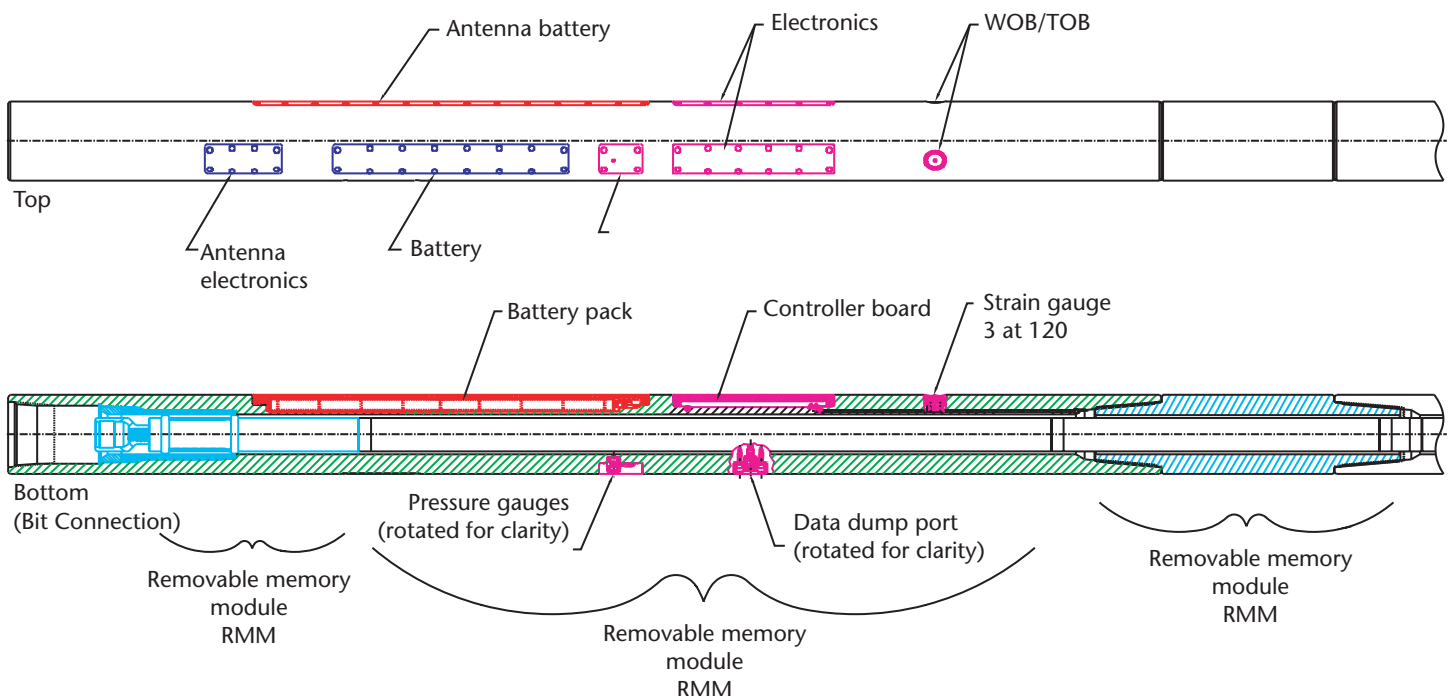 Antenna battery
Electronics
WOB/TOB
Top
Antenna
electronics
Battery
Battery pack
Controller board
Strain gauge
3 at 120
Bottom
(Bit Connection)
Pressure gauges
(rotated for clarity)
Data dump port
(rotated for clarity)
Removable memory
module
RMM
Removable memory
module
RMM
Removable memory
module
RMM